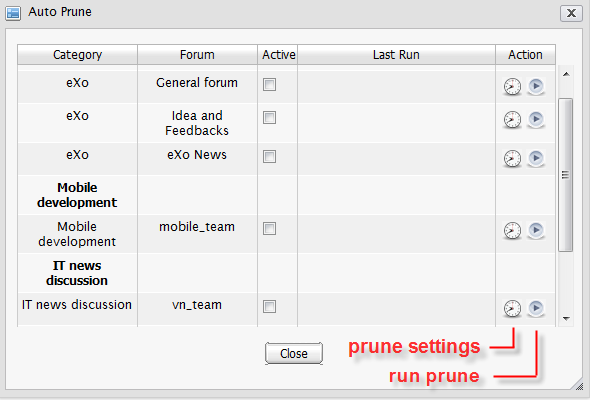 Auto Prune
Category Forum Active Last Run Action
eXo General forum
eXo Idea and
Feedbacks
eXo eXo News
Mobile
development
Mobile mobile_team
development
IT news
discussion
IT news discussion vn_team
Close
prune settings
run prune